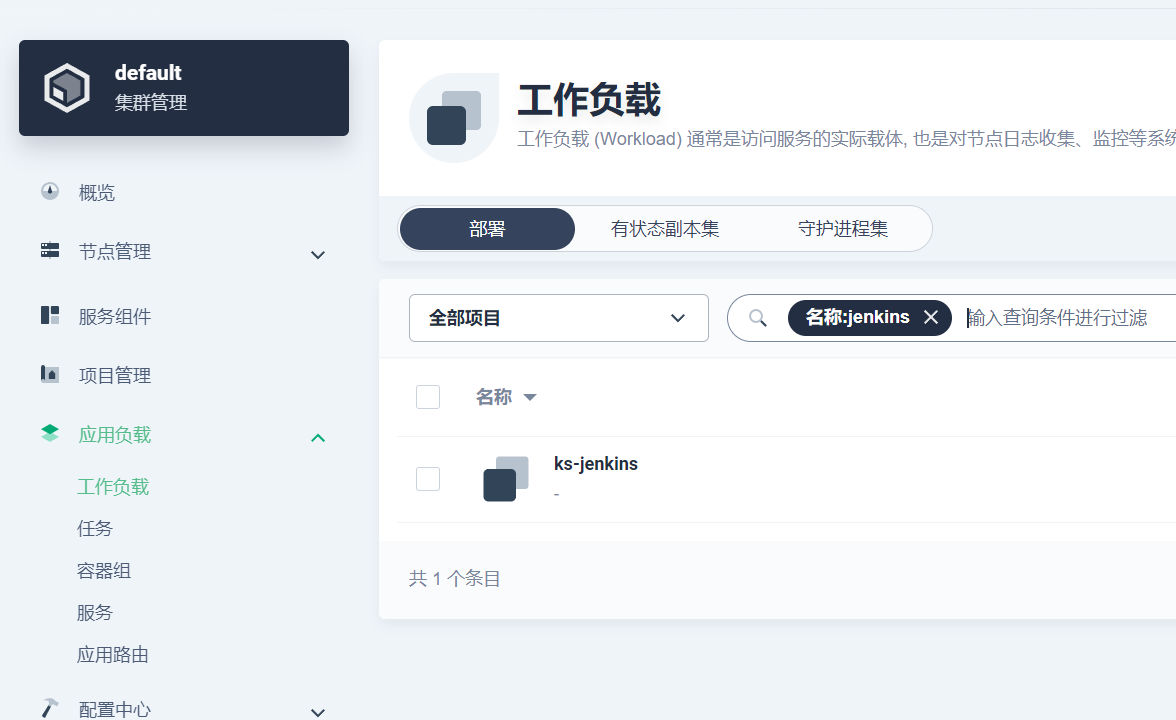 default
集群管理
概览
节点管理
服务组件
项目管理
应用负载
工作负载
任务
容器组
服务
应用路由
配置中心
工作负载
工作负载 (Workload) 通常是访问服务的实际载体, 也是对节点日志收集、监控等系统
部署 有状态副本集 守护进程集
全部项目 名称:jenkins 输入查询条件进行过滤
名称
ks-jenkins
-
共 1 个条目